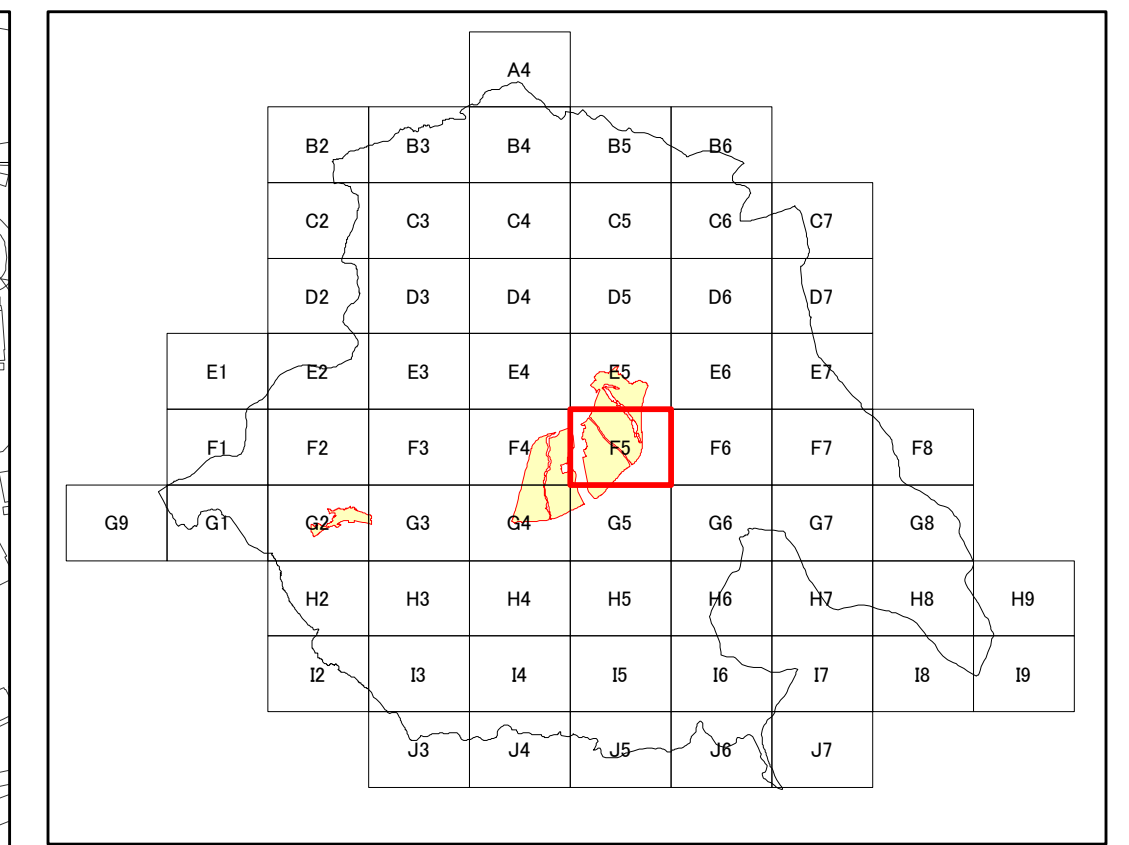 A4
B2 B3 B4 B5 B6
C2 C3 C4 C5 C6 C7
D2 D3 D4 D5 D6 D7
E1 E2 E3 E4 E5 E6 E7
F1 F2 F3 F4 F5 F6 F7 F8
G9 G1 G2 G3 G4 G5 G6 G7 G8
H2 H3 H4 H5 H6 H7 H8 H9
I2 I3 I4 I5 I6 I7 I8 I9
J3 J4 J5 J6 J7